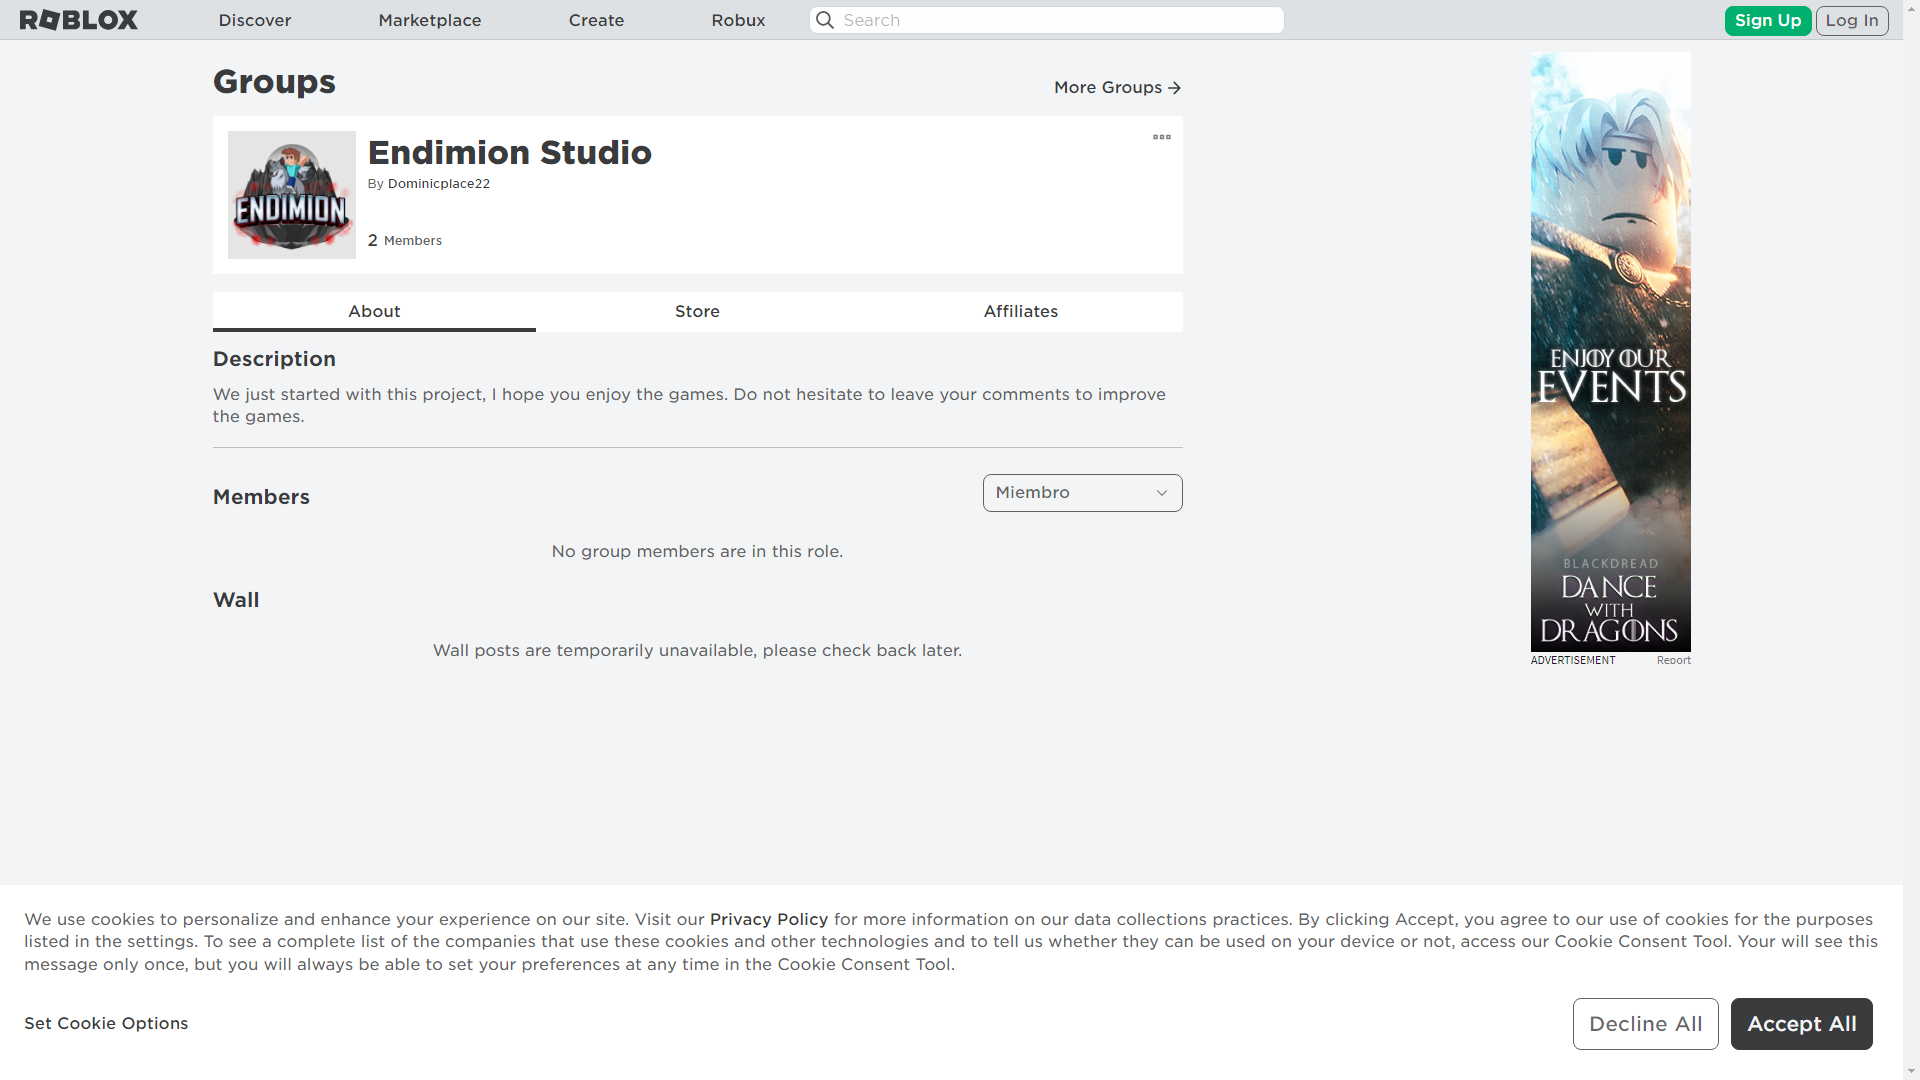 ROBLOX
Discover
Marketplace
Create
Robux
Search
Sign Up
Log In
Groups
More Groups
ENDIMION
Endimion Studio
By Dominicplace22
2 Members
About
Store
Affiliates
Description
We just started with this project, I hope you enjoy the games. Do not hesitate to leave your comments to improve
the games.
Members
Miembro
No group members are in this role.
Wall
Wall posts are temporarily unavailable, please check back later.
ENJOY OUR
EVENTS
BLACKDREAD
DANCE
WITH
DRAGONS
ADVERTISEMENT
Report
We use cookies to personalize and enhance your experience on our site. Visit our Privacy Policy for more information on our data collections practices. By clicking Accept, you agree to our use of cookies for the purposes
listed in the settings. To see a complete list of the companies that use these cookies and other technologies and to tell us whether they can be used on your device or not, access our Cookie Consent Tool. Your will see this
message only once, but you will always be able to set your preferences at any time in the Cookie Consent Tool.
Set Cookie Options
Decline All
Accept All